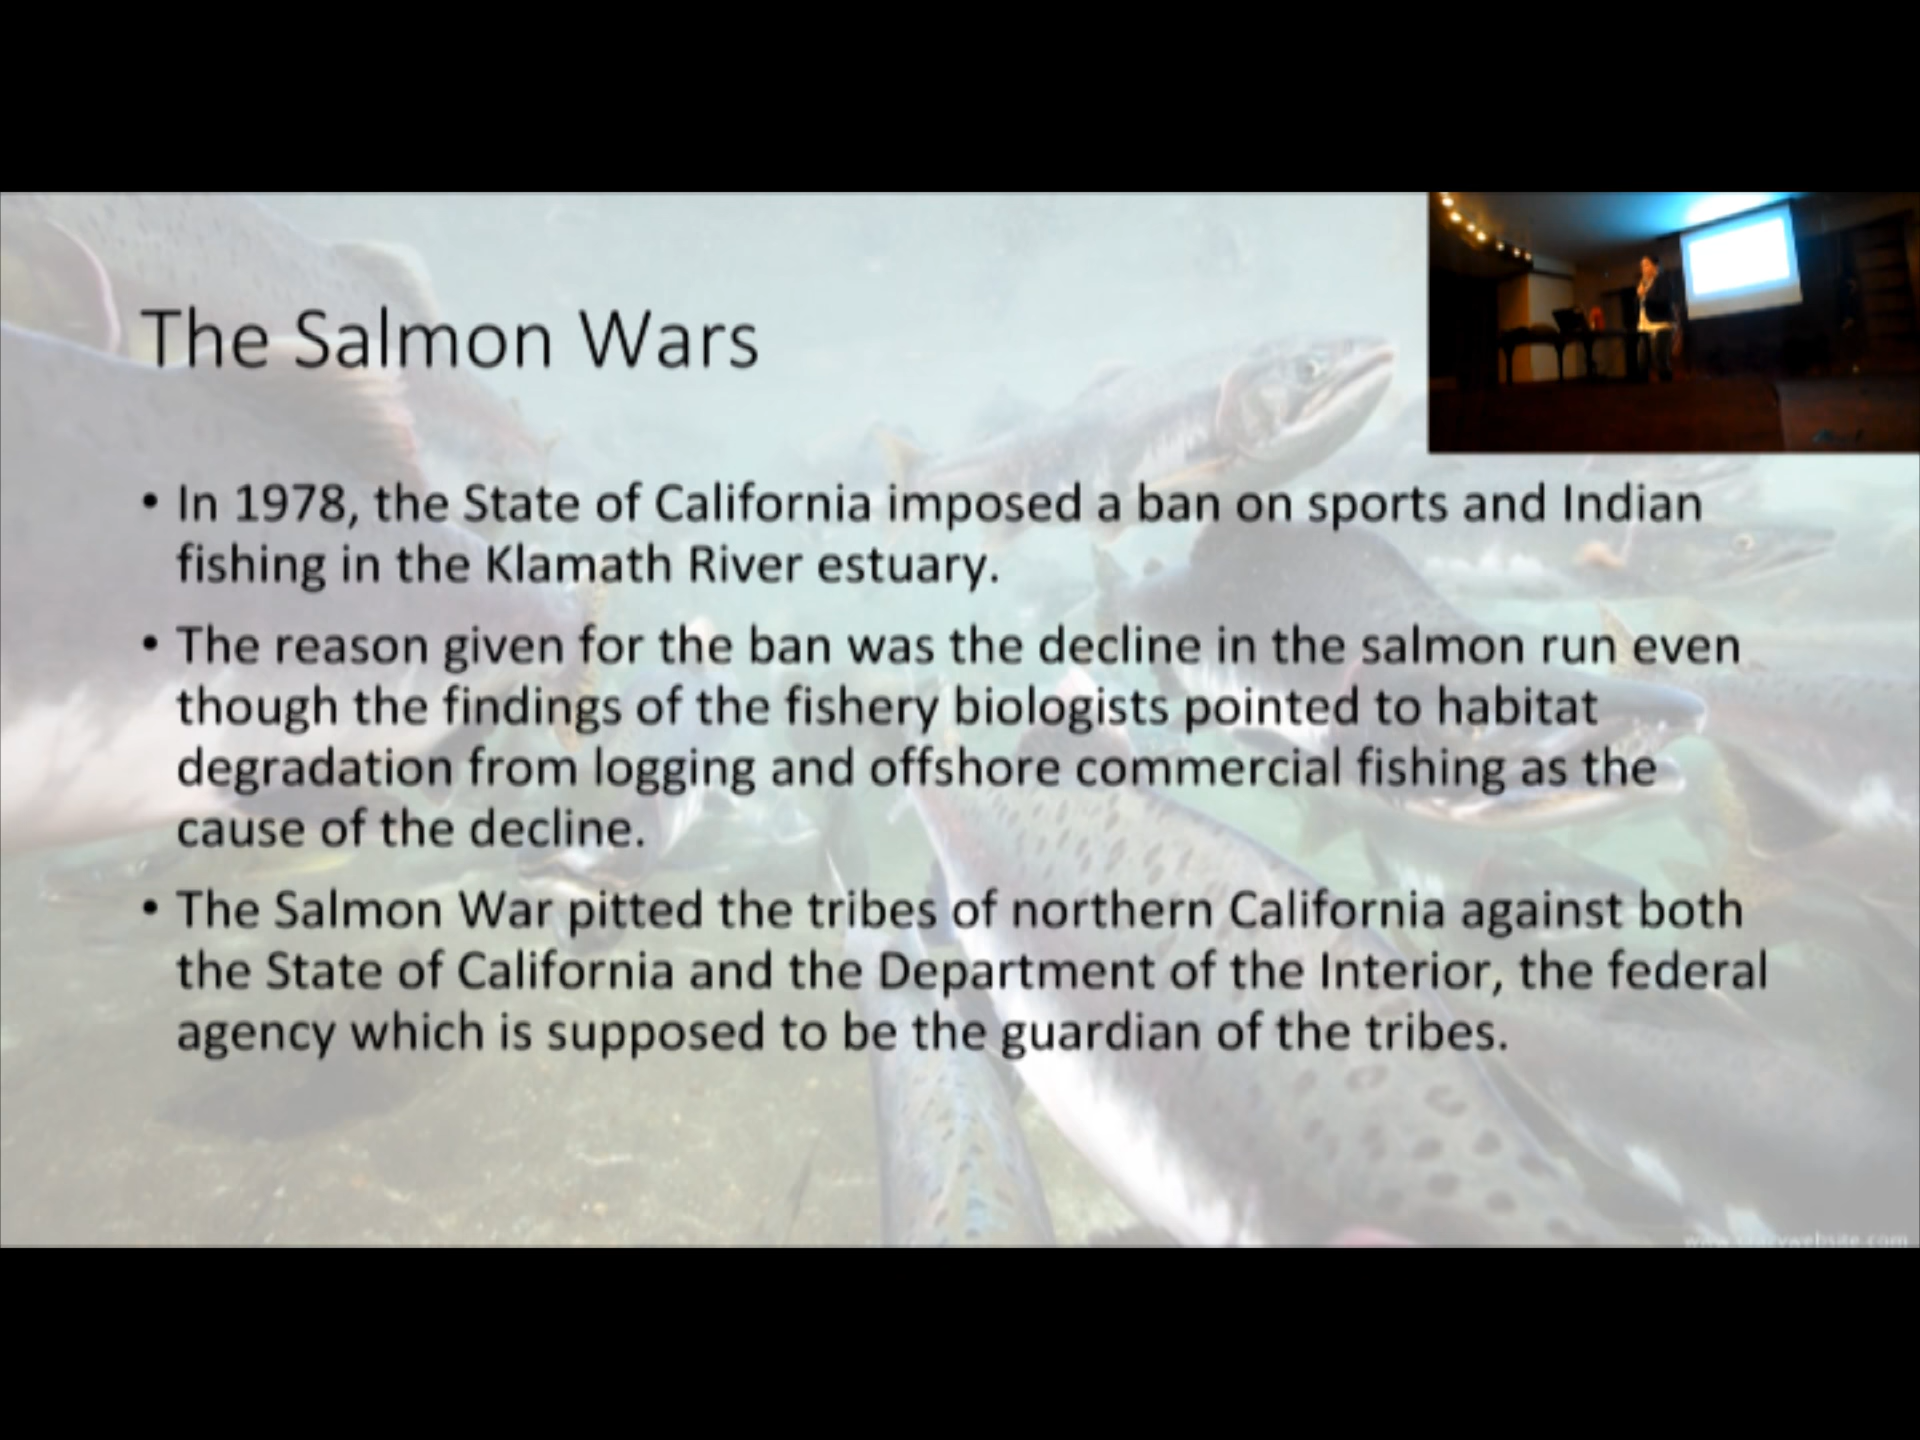 The Salmon Wars
• In 1978, the State of California imposed a ban on sports and Indian
fishing in the Klamath River estuary.
• The reason given for the ban was the decline in the salmon run even
though the findings of the fishery biologists pointed to habitat
degradation from logging and offshore commercial fishing as the
cause of the decline.
• The Salmon War pitted the tribes of northern California against both
the State of California and the Department of the Interior, the federal
agency which is supposed to be the guardian of the tribes.